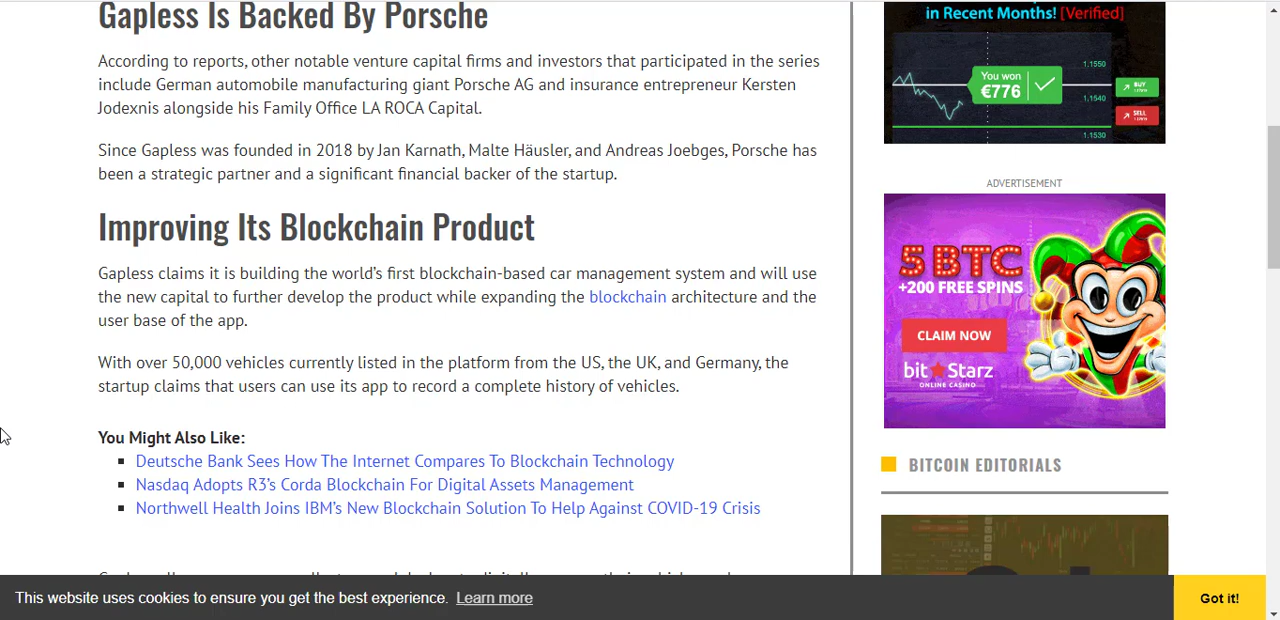 Gapless Is Backed By Porsche
According to reports, other notable venture capital firms and investors that participated in the series
include German automobile manufacturing giant Porsche AG and insurance entrepreneur Kersten
Jodexnis alongside his Family Office LA ROCA Capital.
Since Gapless was founded in 2018 by Jan Karnath, Malte Häusler, and Andreas Joebges, Porsche has
been a strategic partner and a significant financial backer of the startup.
Improving Its Blockchain Product
Gapless claims it is building the world's first blockchain-based car management system and will use
the new capital to further develop the product while expanding the blockchain architecture and the
user base of the app.
With over 50,000 vehicles currently listed in the platform from the US, the UK, and Germany, the
startup claims that users can use its app to record a complete history of vehicles.
You Might Also Like:
Deutsche Bank Sees How The Internet Compares To Blockchain Technology
Nasdaq Adopts R3's Corda Blockchain For Digital Assets Management
Northwell Health Joins IBM's New Blockchain Solution To Help Against COVID-19 Crisis
in Recent Months! [Verified]
You won
€776
1,1550
1,1540
1,1530
BUY
SELL
ADVERTISEMENT
5 BTC
+200 FREE SPINS
CLAIM NOW
bitStarz
ONLINE CASINO
BITCOIN EDITORIALS
This website uses cookies to ensure you get the best experience. Learn more
Got it!